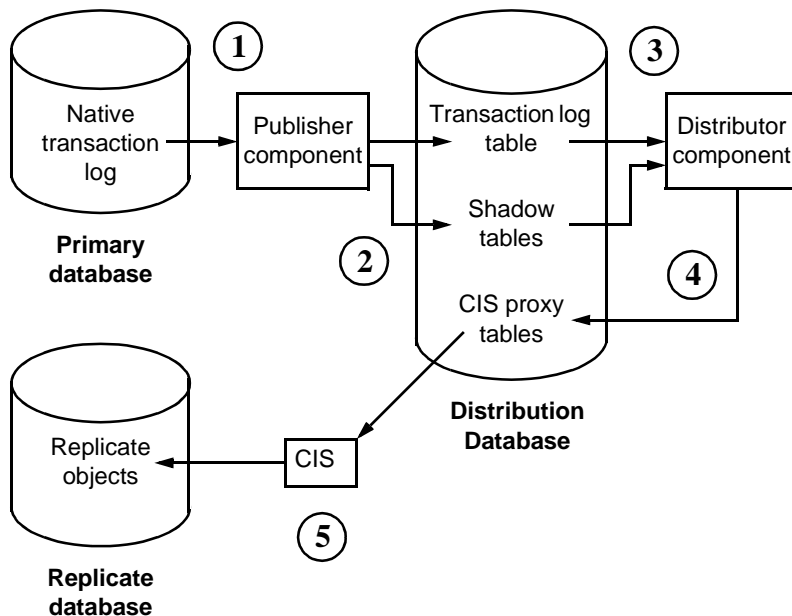 1
3
Native
transaction
log
Publisher
component
Transaction log
table
Distributor
component
Primary
database
2
Shadow
tables
4
CIS proxy
tables
Distribution
Database
Replicate
objects
CIS
5
Replicate
database